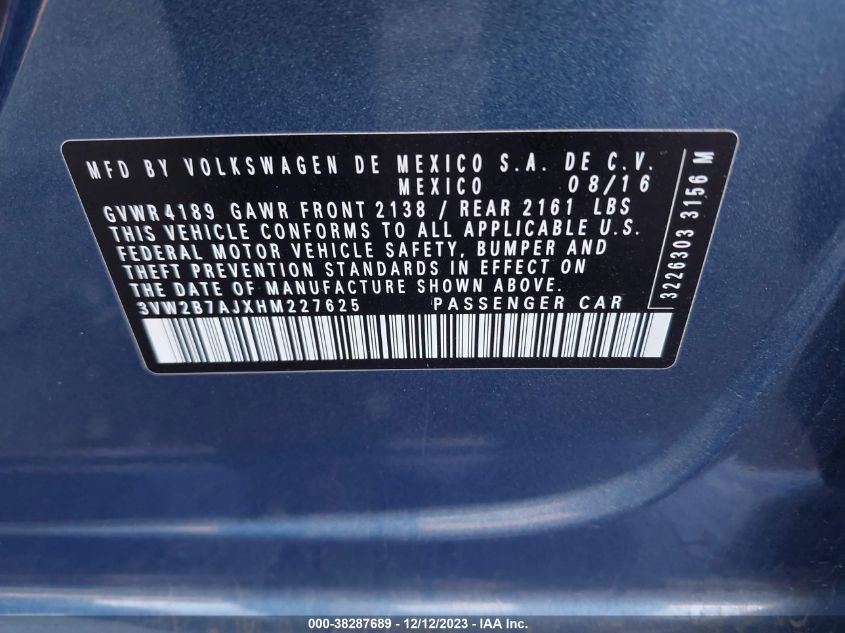 MFD BY VOLKSWAGEN DE MEXICO S.A. DE C.V.
MEXICO 08/16
GVWR 4189 GAWR FRONT 2138 / REAR 2161 LBS
THIS VEHICLE CONFORMS TO ALL APPLICABLE U.S.
FEDERAL MOTOR VEHICLE SAFETY, BUMPER AND
THEFT PREVENTION STANDARDS IN EFFECT ON
THE DATE OF MANUFACTURE SHOWN ABOVE.
3VW2B7AJXHM227625 PASSENGER CAR
3226303 3156 M
000-38287689 - 12/12/2023 - IAA Inc.